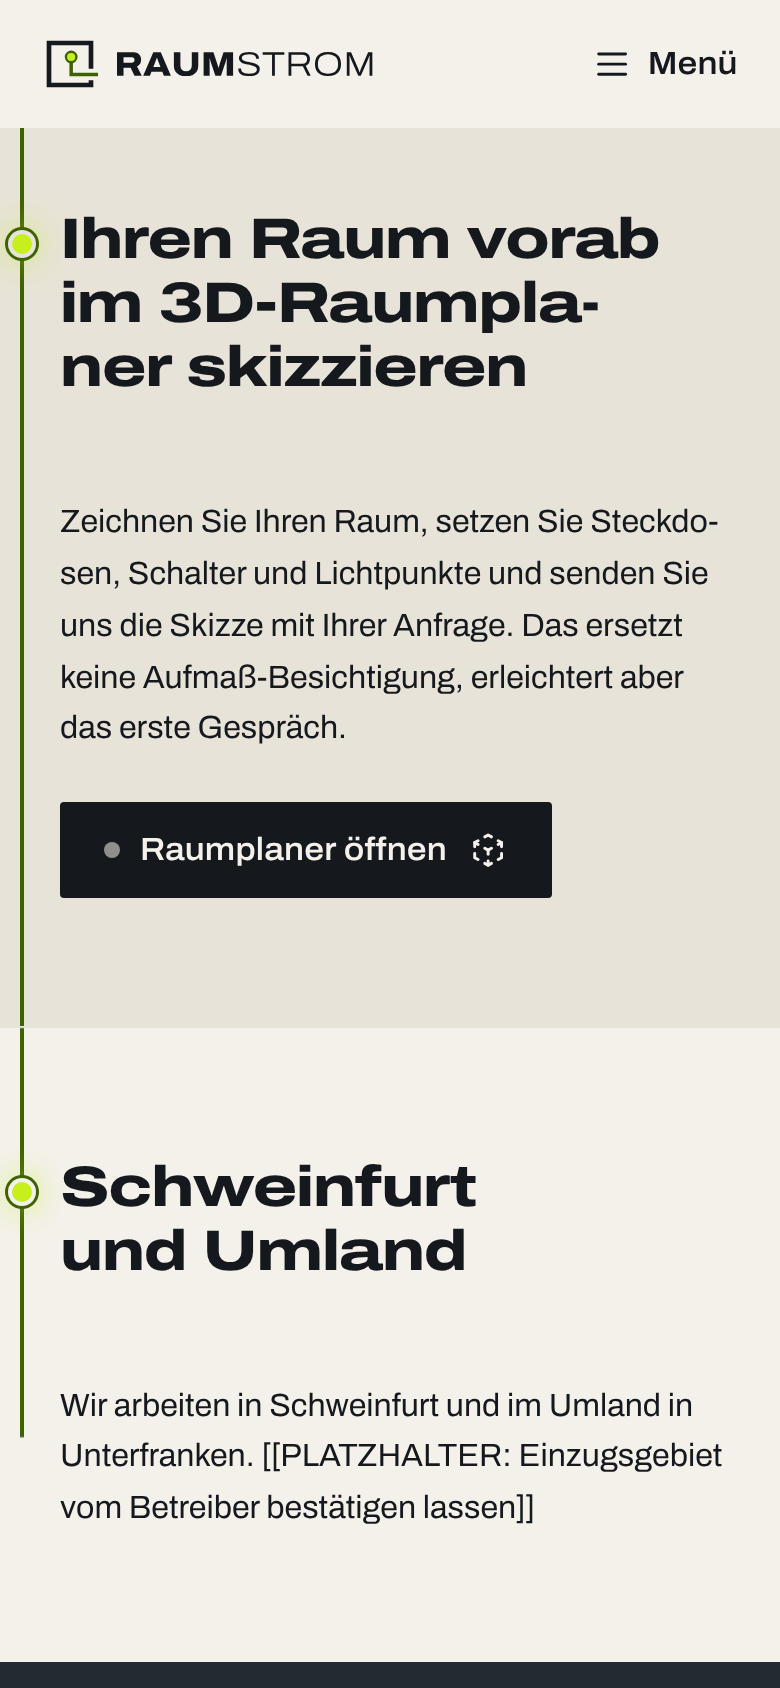 RAUMSTROM
Menü
Ihren Raum vorab
im 3D-Raumpla-
ner skizzieren
Zeichnen Sie Ihren Raum, setzen Sie Steckdo-
sen, Schalter und Lichtpunkte und senden Sie
uns die Skizze mit Ihrer Anfrage. Das ersetzt
keine Aufmaß-Besichtigung, erleichtert aber
das erste Gespräch.
Raumplaner öffnen
Schweinfurt
und Umland
Wir arbeiten in Schweinfurt und im Umland in
Unterfranken. [[PLATZHALTER: Einzugsgebiet
vom Betreiber bestätigen lassen]]